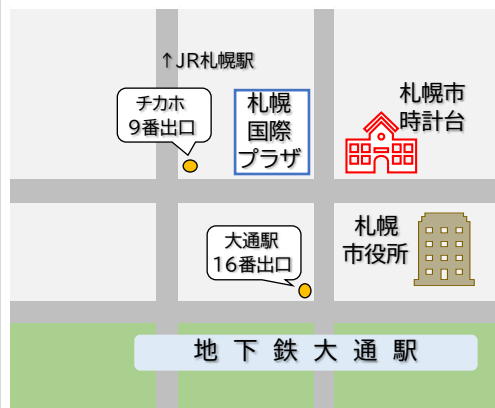 ↑JR札幌駅
チカホ
9番出口
札幌
国際
プラザ
札幌市
時計台
大通駅
16番出口
札幌
市役所
地下鉄大通駅